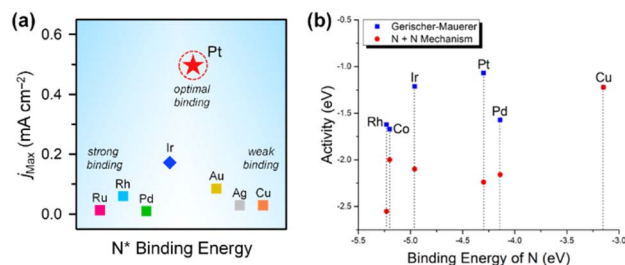 (a)
0.6
0.4
0.2
0.0
j_Max (mA cm⁻²)
Pt
optimal
binding
Ir
strong
binding
weak
binding
Ru
Rh
Pd
Au
Ag
Cu
N* Binding Energy
(b)
Gerischer-Mauerer
N + N Mechanism
Activity (eV)
-0.5
-1.0
-1.5
-2.0
-2.5
Rh
Co
Ir
Pt
Pd
Cu
-5.5
-5.0
-4.5
-4.0
-3.5
-3.0
Binding Energy of N (eV)